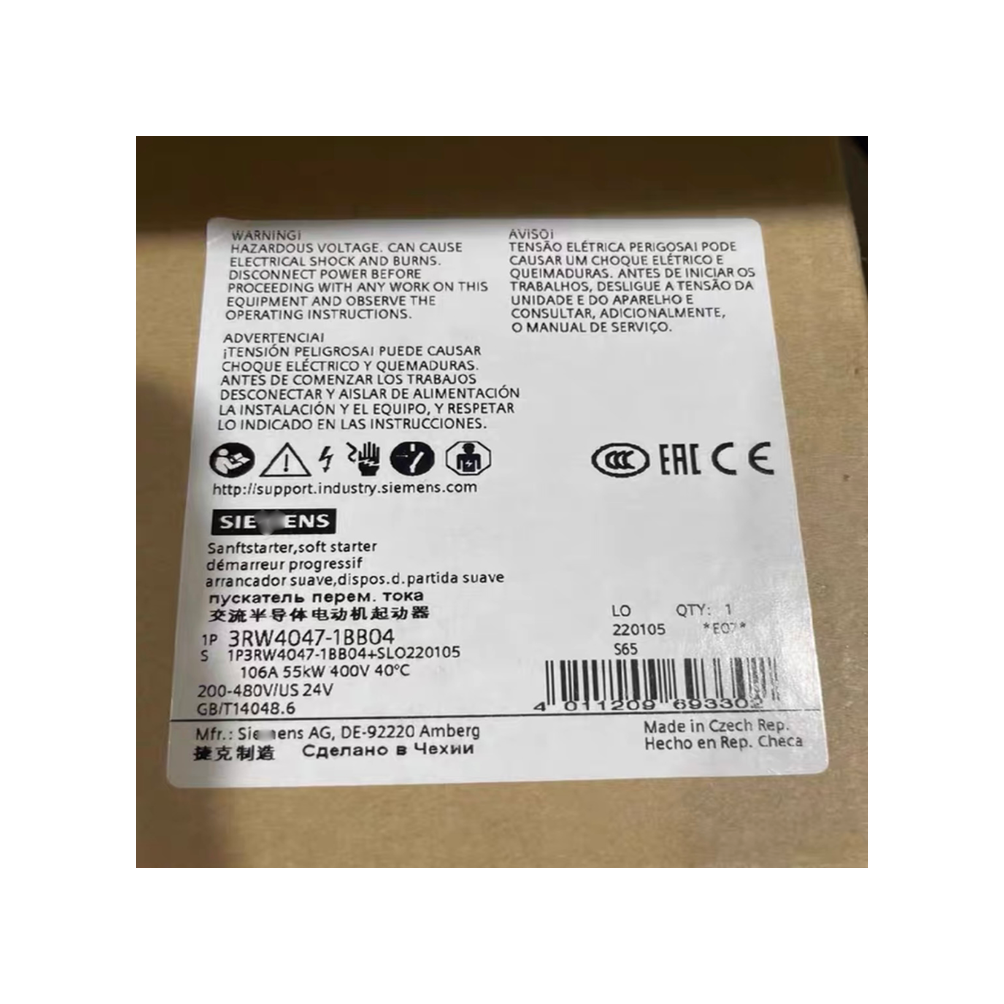 WARNING!
HAZARDOUS VOLTAGE. CAN CAUSE
ELECTRICAL SHOCK AND BURNS.
DISCONNECT POWER BEFORE
PROCEEDING WITH ANY WORK ON THIS
EQUIPMENT AND OBSERVE THE
OPERATING INSTRUCTIONS.
ADVERTENCIA!
¡TENSIÓN PELIGROSA! PUEDE CAUSAR
CHOQUE ELÉCTRICO Y QUEMADURAS.
ANTES DE COMENZAR LOS TRABAJOS
DESCONECTAR Y AISLAR DE ALIMENTACIÓN
LA INSTALACIÓN Y EL EQUIPO, Y RESPETAR
LO INDICADO EN LAS INSTRUCCIONES.
AVISO!
TENSÃO ELÉTRICA PERIGOSA! PODE
CAUSAR UM CHOQUE ELÉTRICO E
QUEIMADURAS. ANTES DE INICIAR OS
TRABALHOS, DESLIGUE A TENSÃO DA
UNIDADE E DO APARELHO E
CONSULTAR, ADICIONALMENTE,
O MANUAL DE SERVIÇO.
CCC EAC CE
http://support.industry.siemens.com
Sanftstarter,soft starter
démarreur progressif
arrancador suave,dispos.d.partida suave
пускатель перем. тока
交流半导体电动机起动器
1P 3RW4047-1BB04
S 1P3RW4047-1BB04+SLO220105
106A 55kW 400V 40°C
200-480V/US 24V
GB/T14048.6
LO QTY: 1
220105 *E07*
S65
4 011209 693302
Mfr.: AG, DE-92220 Amberg
捷克制造 Сделано в Чехии
Made in Czech Rep.
Hecho en Rep. Checa